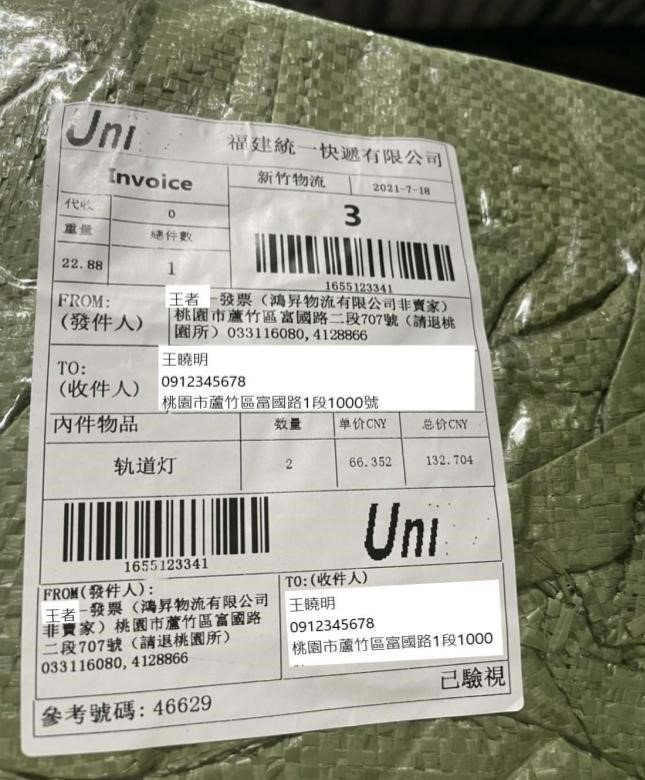 Uni
福建統一快遞有限公司
Invoice
新竹物流
2021-7-18
代收
0
3
重量
總件數
22.88
1
1655123341
FROM:
(發件人)
王者一發票（鴻昇物流有限公司非賣家）
桃園市蘆竹區富國路二段707號（請退桃
園所）033116080,4128866
TO:
(收件人)
王曉明
0912345678
桃園市蘆竹區富國路1段1000號
內件物品
数量
单价CNY
总价CNY
轨道灯
2
66.352
132.704
1655123341
Uni
FROM(發件人):
王者一發票（鴻昇物流有限公司
非賣家）桃園市蘆竹區富國路
二段707號（請退桃園所）
033116080,4128866
TO:(收件人)
王曉明
0912345678
桃園市蘆竹區富國路1段1000
已驗視
參考號碼: 46629